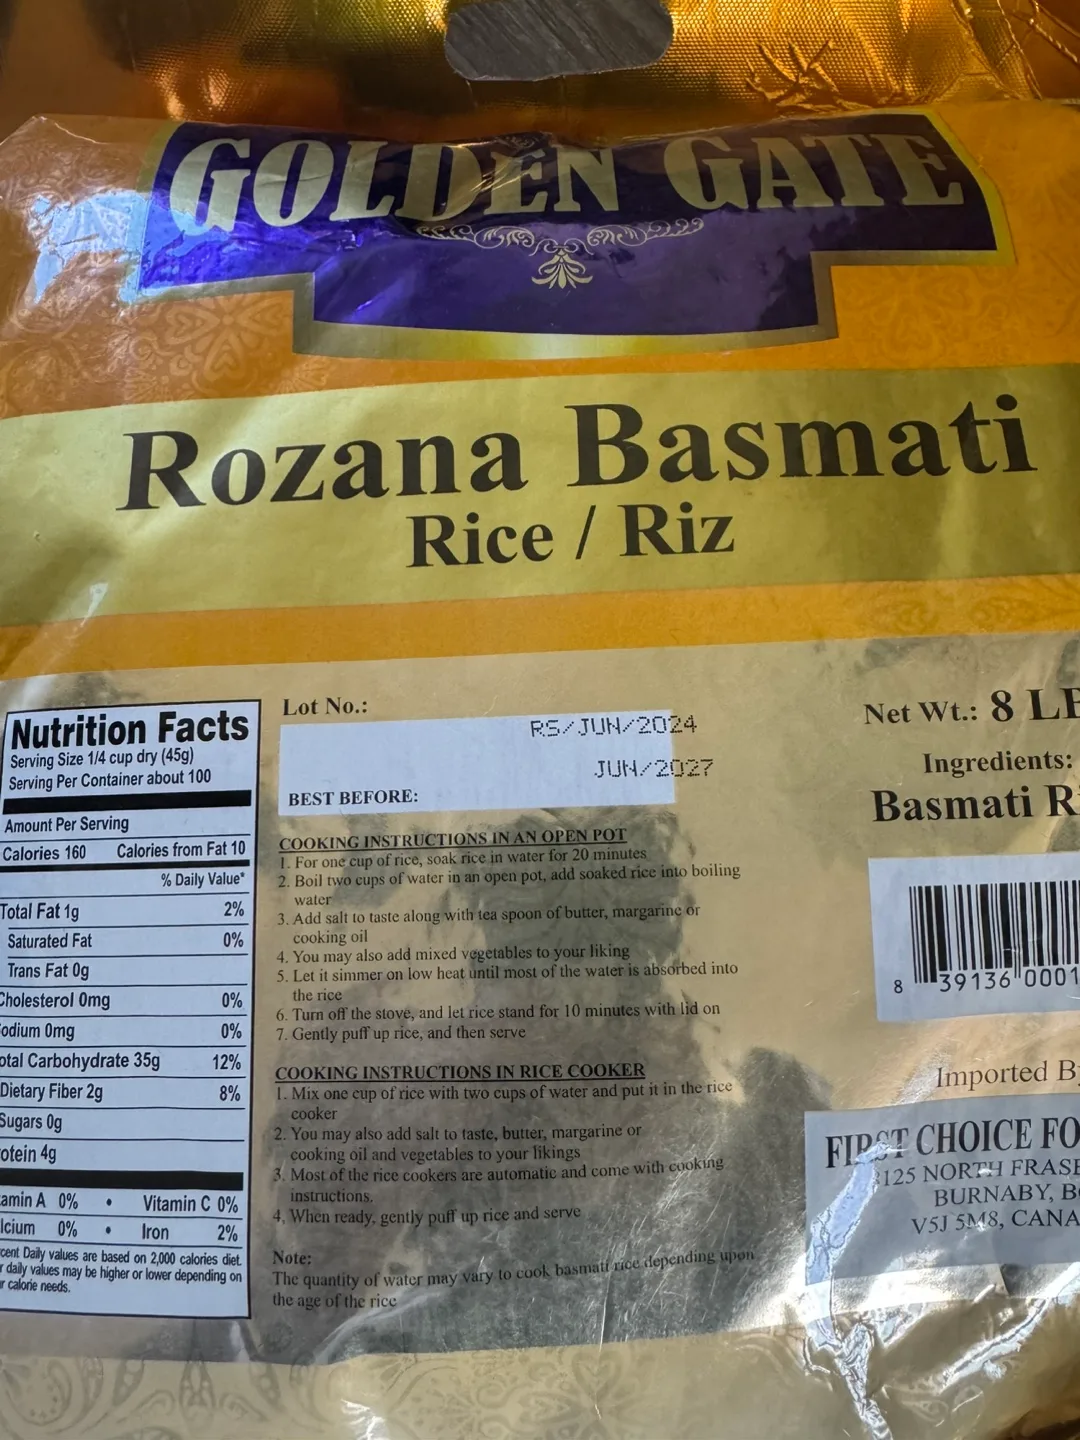 GOLDEN GATE
Rozana Basmati
Rice / Riz
Nutrition Facts
Serving Size 1/4 cup dry (45g)
Serving Per Container about 100
Amount Per Serving
Calories 160 Calories from Fat 10
% Daily Value*
Total Fat 1g 2%
Saturated Fat 0%
Trans Fat 0g
Cholesterol 0mg 0%
odium 0mg 0%
otal Carbohydrate 35g 12%
Dietary Fiber 2g 8%
Sugars 0g
otein 4g
amin A 0% • Vitamin C 0%
lcium 0% • Iron 2%
cent Daily values are based on 2,000 calories diet.
r daily values may be higher or lower depending on
r calorie needs.
Lot No.:
RS/JUN/2024
JUN/2027
BEST BEFORE:
COOKING INSTRUCTIONS IN AN OPEN POT
1. For one cup of rice, soak rice in water for 20 minutes
2. Boil two cups of water in an open pot, add soaked rice into boiling
water
3. Add salt to taste along with tea spoon of butter, margarine or
cooking oil
4. You may also add mixed vegetables to your liking
5. Let it simmer on low heat until most of the water is absorbed into
the rice
6. Turn off the stove, and let rice stand for 10 minutes with lid on
7. Gently puff up rice, and then serve
COOKING INSTRUCTIONS IN RICE COOKER
1. Mix one cup of rice with two cups of water and put it in the rice
cooker
2. You may also add salt to taste, butter, margarine or
cooking oil and vegetables to your likings
3. Most of the rice cookers are automatic and come with cooking
instructions.
4. When ready, gently puff up rice and serve
Note:
The quantity of water may vary to cook basmati rice depending upon
the age of the rice
Net Wt.: 8 LB
Ingredients:
Basmati R
8 39136 0001
Imported B
FIRST CHOICE FO
8125 NORTH FRASE
BURNABY, B
V5J 5M8, CANA